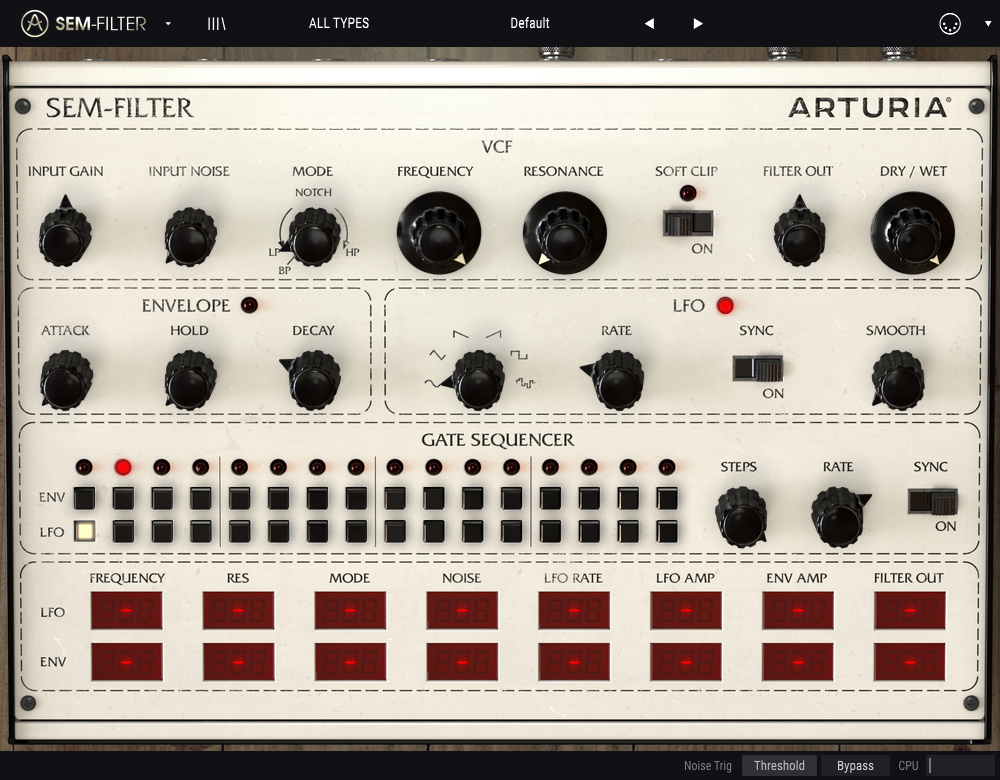 SEM-FILTER ALL TYPES Default
SEM-FILTER ARTURIA®
VCF
INPUT GAIN INPUT NOISE MODE FREQUENCY RESONANCE SOFT CLIP FILTER OUT DRY / WET
NOTCH
LP HP ON
BP
ENVELOPE LFO
ATTACK HOLD DECAY RATE SYNC SMOOTH
ON
GATE SEQUENCER
STEPS RATE SYNC
ENV
ON
LFO
FREQUENCY RES MODE NOISE LFO RATE LFO AMP ENV AMP FILTER OUT
LFO - - - - - - - -
ENV - - - - - - - -
Noise Trig Threshold Bypass CPU